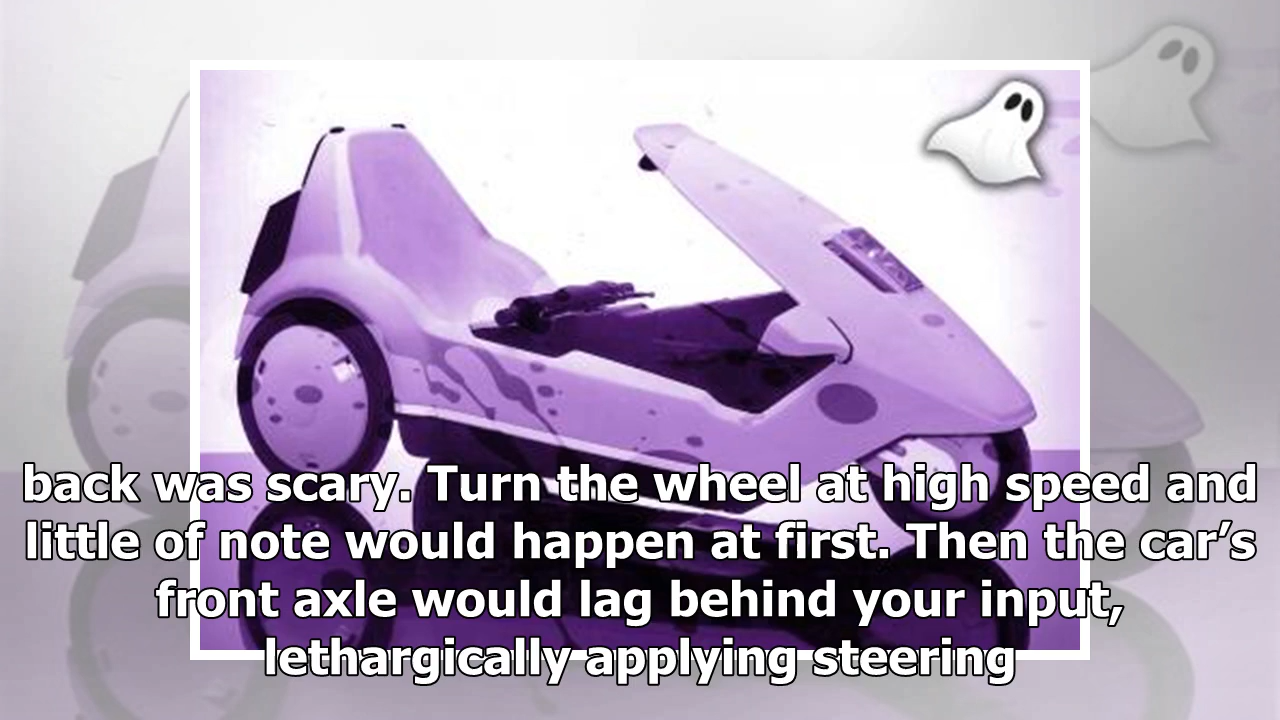 back was scary. Turn the wheel at high speed and
little of note would happen at first. Then the car’s
front axle would lag behind your input,
lethargically applying steering